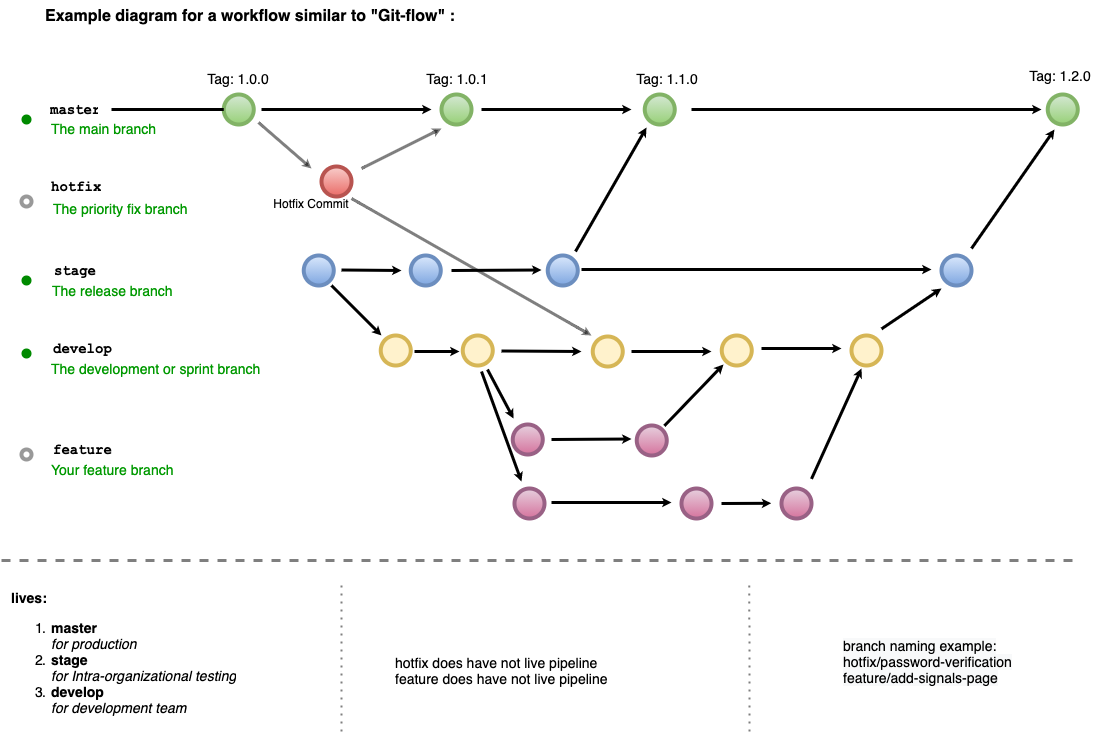 Example diagram for a workflow similar to "Git-flow" :
Tag: 1.0.0
Tag: 1.0.1
Tag: 1.1.0
Tag: 1.2.0
master
The main branch
hotfix
The priority fix branch
Hotfix Commit
stage
The release branch
develop
The development or sprint branch
feature
Your feature branch
lives:
1. master
for production
2. stage
for Intra-organizational testing
3. develop
for development team
hotfix does have not live pipeline
feature does have not live pipeline
branch naming example:
hotfix/password-verification
feature/add-signals-page